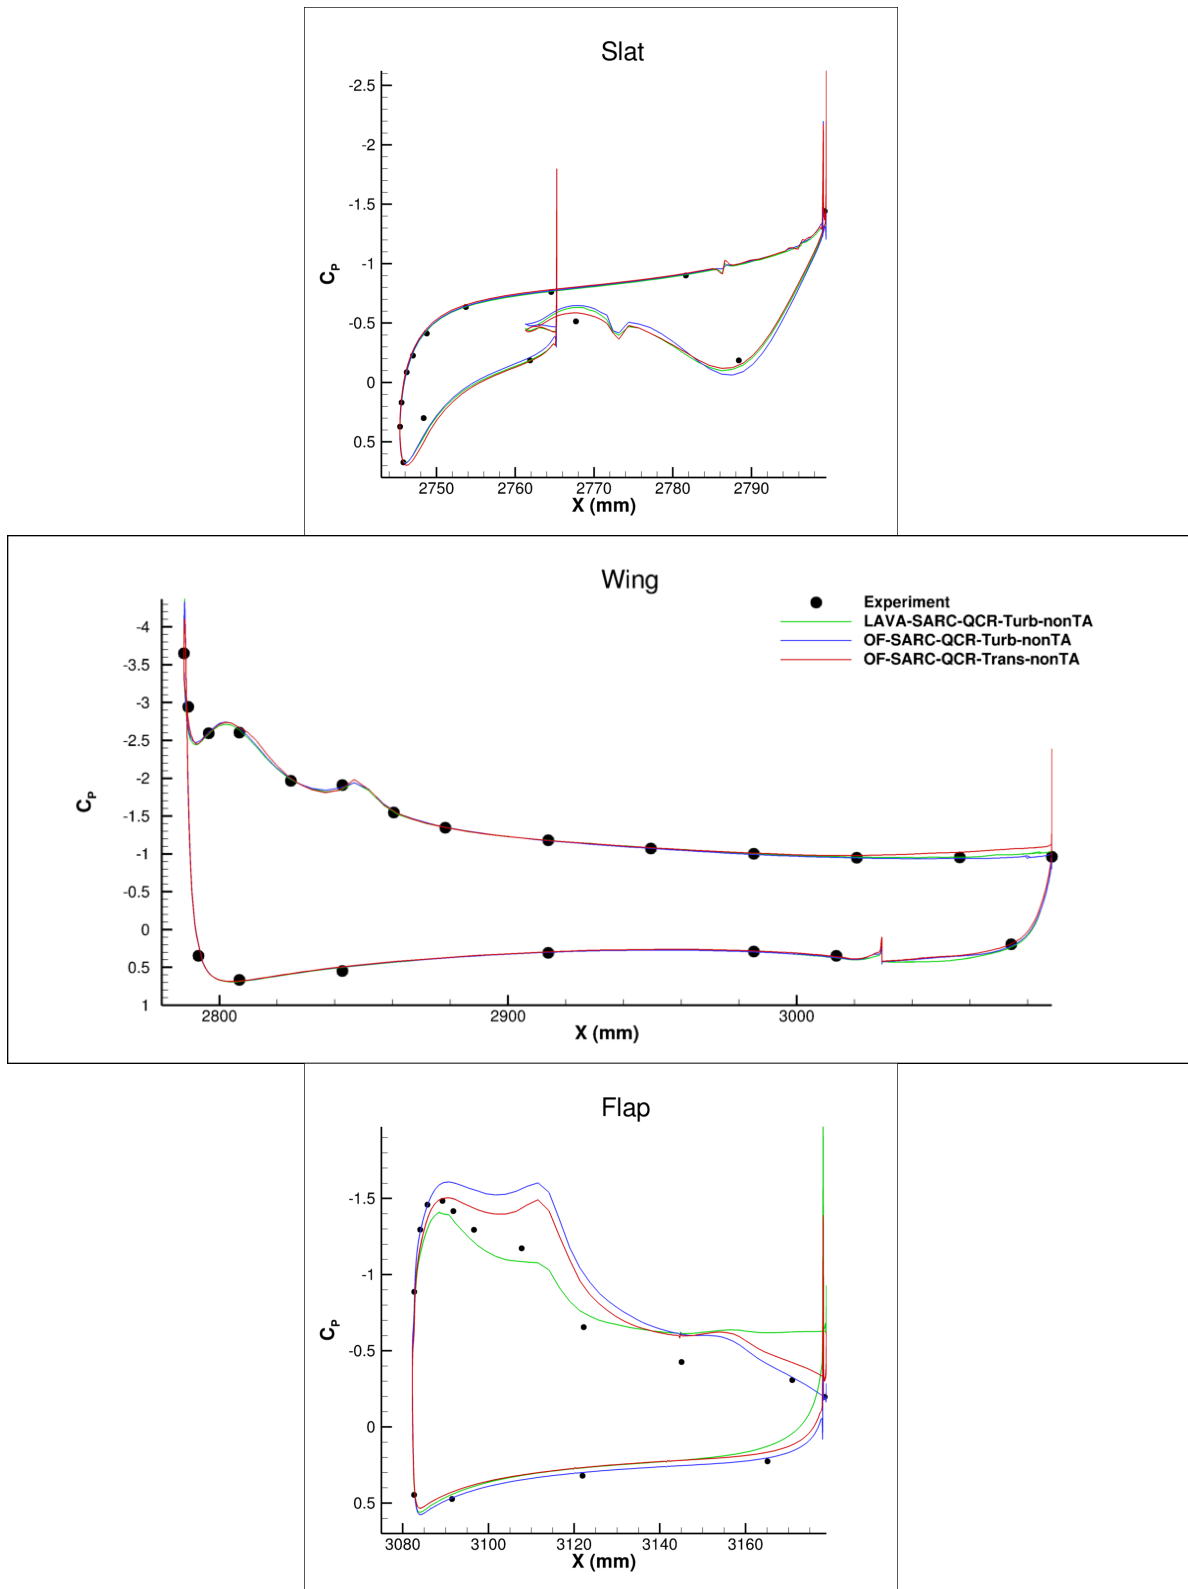 Slat
-2.5
-2
-1.5
-1
-0.5
0
0.5
CP
2750 2760 2770 2780 2790
X (mm)
Wing
Experiment
LAVA-SARC-QCR-Turb-nonTA
OF-SARC-QCR-Turb-nonTA
OF-SARC-QCR-Trans-nonTA
-4
-3.5
-3
-2.5
-2
-1.5
-1
-0.5
0
0.5
1
CP
2800 2900 3000
X (mm)
Flap
-1.5
-1
-0.5
0
0.5
CP
3080 3100 3120 3140 3160
X (mm)